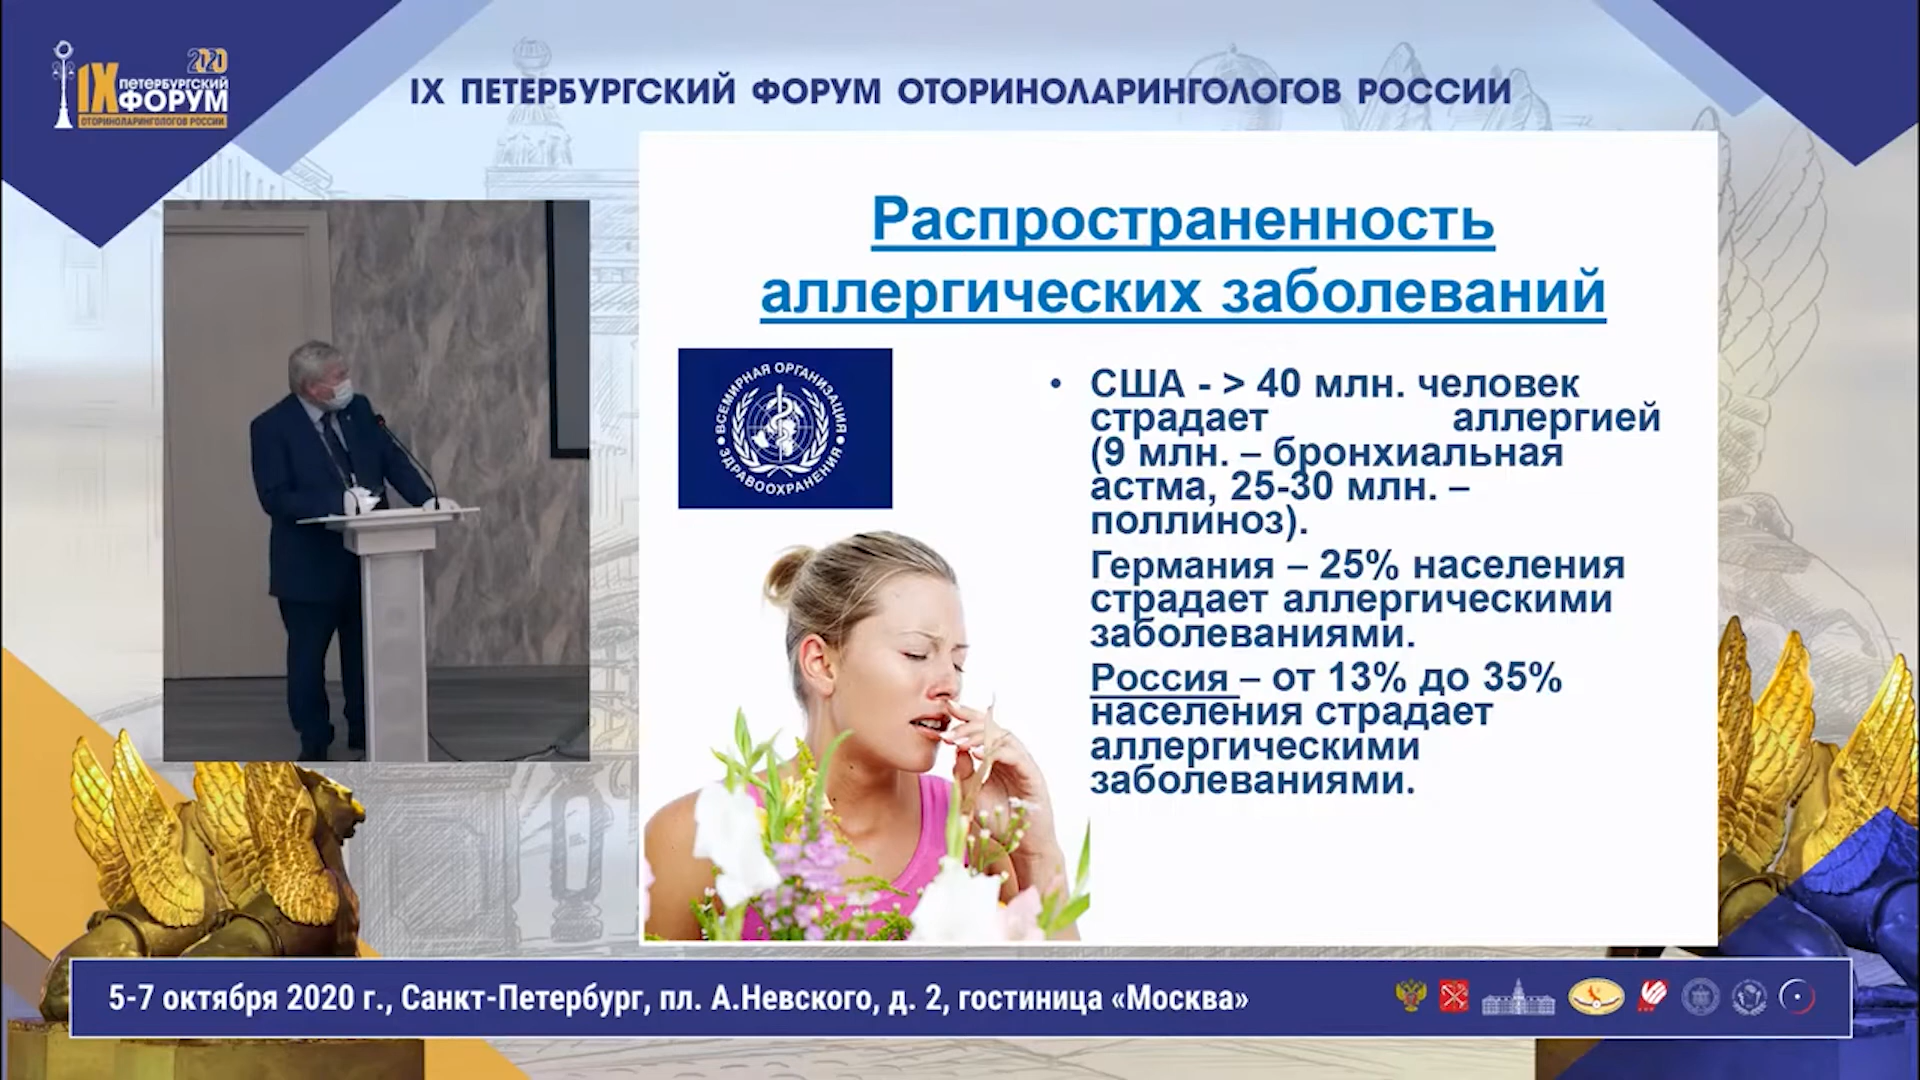 2020
IX ПЕТЕРБУРГСКИЙ
ФОРУМ
ОТОРИНОЛАРИНГОЛОГОВ РОССИИ
IX ПЕТЕРБУРГСКИЙ ФОРУМ ОТОРИНОЛАРИНГОЛОГОВ РОССИИ
Распространенность
аллергических заболеваний
ВСЕМИРНАЯ ОРГАНИЗАЦИЯ
ЗДРАВООХРАНЕНИЯ
• США - > 40 млн. человек
страдает аллергией
(9 млн. – бронхиальная
астма, 25-30 млн. –
поллиноз).
Германия – 25% населения
страдает аллергическими
заболеваниями.
Россия – от 13% до 35%
населения страдает
аллергическими
заболеваниями.
5-7 октября 2020 г., Санкт-Петербург, пл. А.Невского, д. 2, гостиница «Москва»